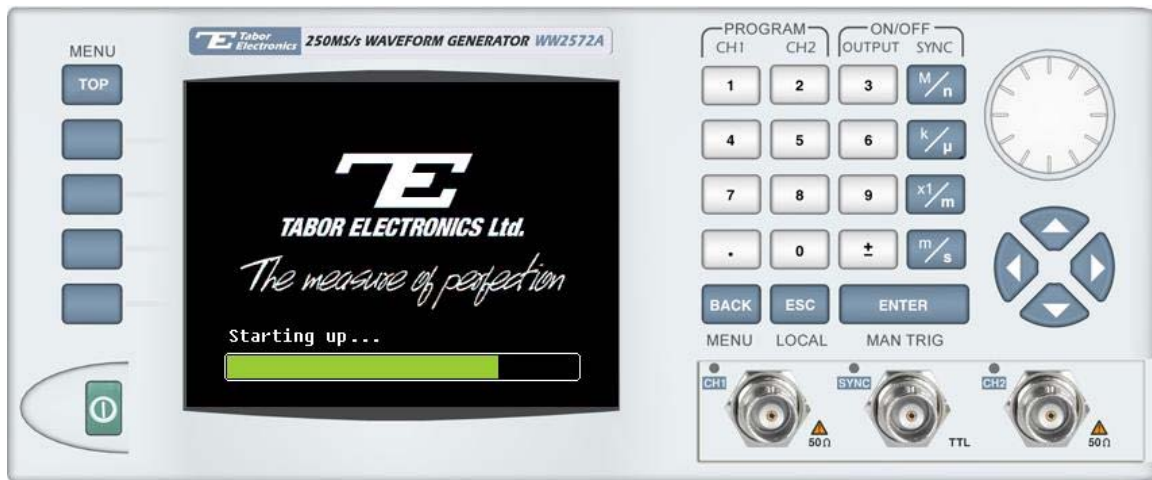 MENU
TOP
TE Tabor Electronics 250MS/s WAVEFORM GENERATOR WW2572A
TE
TABOR ELECTRONICS Ltd.
The measure of perfection
Starting up...
PROGRAM ON/OFF
CH1 CH2 OUTPUT SYNC
1 2 3 M/n
4 5 6 k/µ
7 8 9 x1/m
. 0 ± m/s
BACK ESC ENTER
MENU LOCAL MAN TRIG
CH1 SYNC CH2
50Ω TTL 50Ω